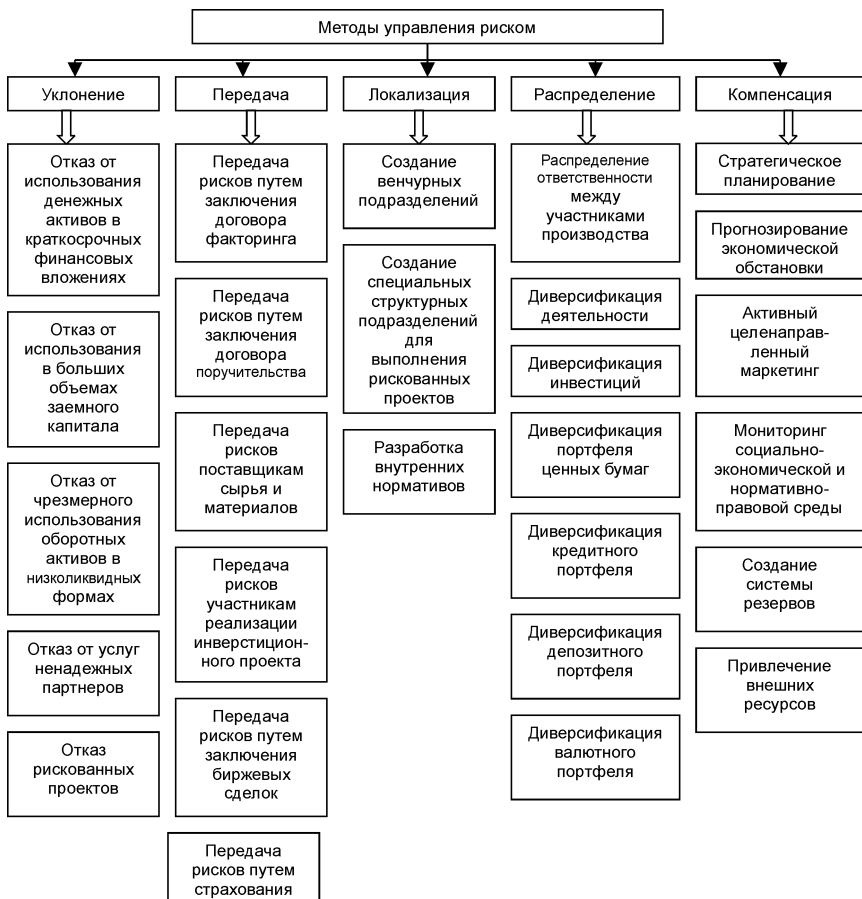 Методы управления риском
Уклонение
Передача
Локализация
Распределение
Компенсация
Отказ от
использования
денежных
активов в
краткосрочных
финансовых
вложениях
Отказ от
использования
в больших
объемах
заемного
капитала
Отказ от
чрезмерного
использования
оборотных
активов в
низколиквидных
формах
Отказ от услуг
ненадежных
партнеров
Отказ
рискованных
проектов
Передача
рисков путем
заключения
договора
факторинга
Передача
рисков путем
заключения
договора
поручительства
Передача
рисков
поставщикам
сырья и
материалов
Передача
рисков
участникам
реализации
инверстицион-
ного проекта
Передача
рисков путем
заключения
биржевых
сделок
Передача
рисков путем
страхования
Создание
венчурных
подразделений
Создание
специальных
структурных
подразделений
для
выполнения
рискованных
проектов
Разработка
внутренних
нормативов
Распределение
ответственности
между
участниками
производства
Диверсификация
деятельности
Диверсификация
инвестиций
Диверсификация
портфеля
ценных бумаг
Диверсификация
кредитного
портфеля
Диверсификация
депозитного
портфеля
Диверсификация
валютного
портфеля
Стратегическое
планирование
Прогнозирование
экономической
обстановки
Активный
целенаправ-
ленный
маркетинг
Мониторинг
социально-
экономической и
нормативно-
правовой среды
Создание
системы
резервов
Привлечение
внешних
ресурсов